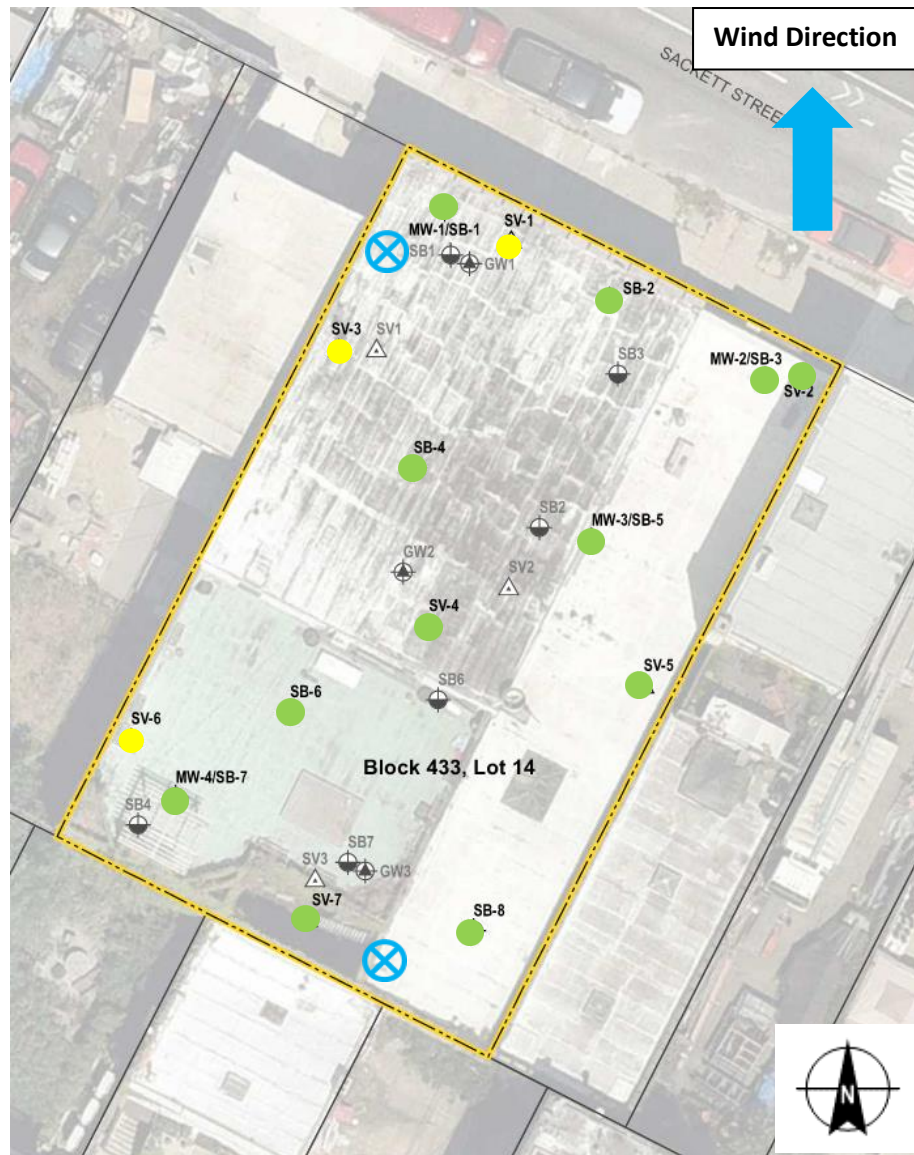 Wind Direction
SACKETT STREET
MW-1/SB-1
SV-1
SB1
GW1
SB-2
SV-3
SV1
SB3
MW-2/SB-3
SV-2
SB-4
SB2
MW-3/SB-5
GW2
SV2
SV-4
SV-5
SB-6
SB6
SV-6
Block 433, Lot 14
MW-4/SB-7
SB4
SB7
SV3
GW3
SV-7
SB-8
N